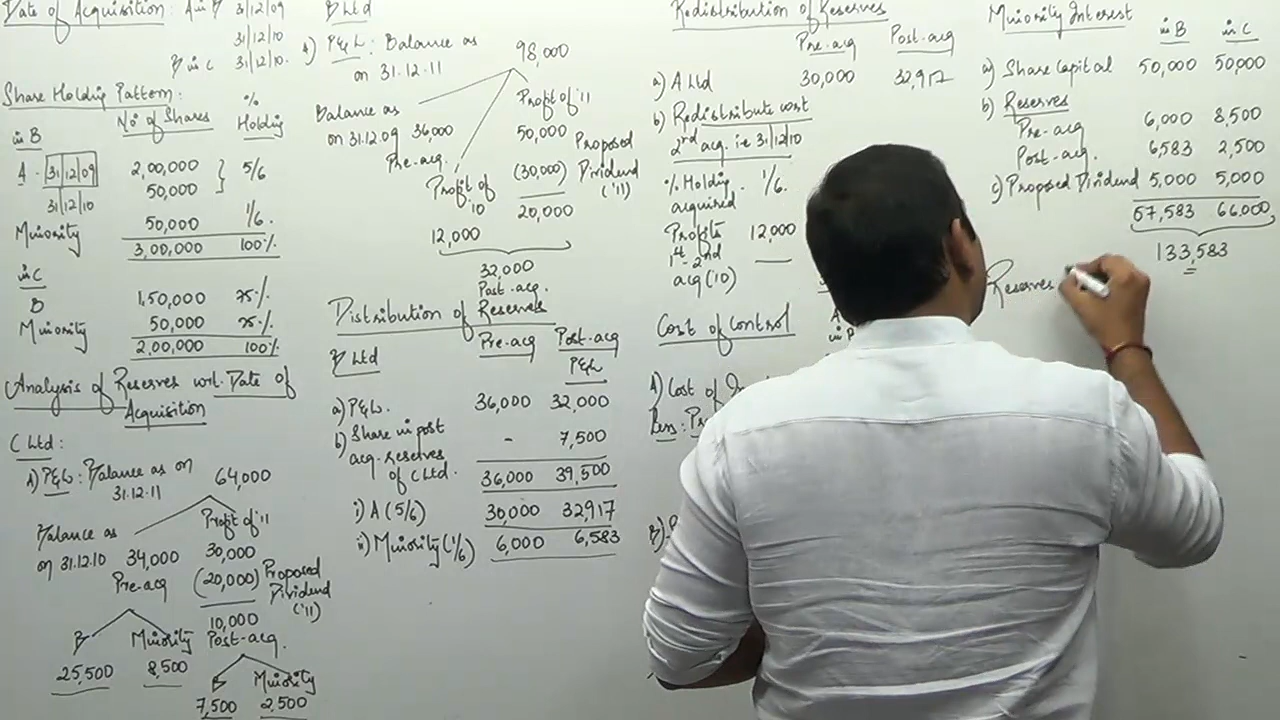 Date of Acquisition: A in B 31/12/09
31/12/10
B in C 31/12/10.
Share Holding Pattern:
No of Shares
%
Holding
in B
A - 31/12/09 2,00,000
31/12/10 50,000
5/6
Minority 50,000 1/6.
3,00,000 100%
in C
B 1,50,000 75%
Minority 50,000 25%
2,00,000 100%
Analysis of Reserves wrt. Date of
Acquisition
C Ltd:
A) P&L: Balance as on
31.12.11
64,000
Balance as
on 31.12.10 34,000
Pre-acq
Profit of 11
30,000
(20,000) Proposed
Dividend
('11)
10,000
Post-acq.
B Minority
25,500 8,500
B Minority
7,500 2,500
B Ltd
A) P&L: Balance as
on 31.12.11
98,000
Balance as
on 31.12.09 36,000
Pre-acq.
Profit of
'10
12,000
Profit of '11
50,000
(30,000) Proposed
Dividend
('11)
20,000
32,000
Post-acq.
Distribution of Reserves
B Ltd
Pre-acq Post-acq
P&L
a) P&L. 36,000 32,000
b) Share in post
acq. reserves
of C Ltd.
- 7,500
36,000 39,500
i) A (5/6) 30,000 32,917
ii) Minority (1/6) 6,000 6,583
Redistribution of Reserves
Pre-acq Post-acq
a) A Ltd 30,000 32,917
b) Redistribute wrt
2nd acq. i.e 31/12/10
% Holding
acquired
1/6.
Profits
1st - 2nd
acq ('10)
12,000
Cost of Control
A) Cost of
Less:
B)
Minority Interest
in B in C
a) Share Capital 50,000 50,000
b) Reserves
Pre-acq 6,000 8,500
Post-acq. 6,583 2,500
c) Proposed Dividend 5,000 5,000
67,583 66,000
133,583
Reserves